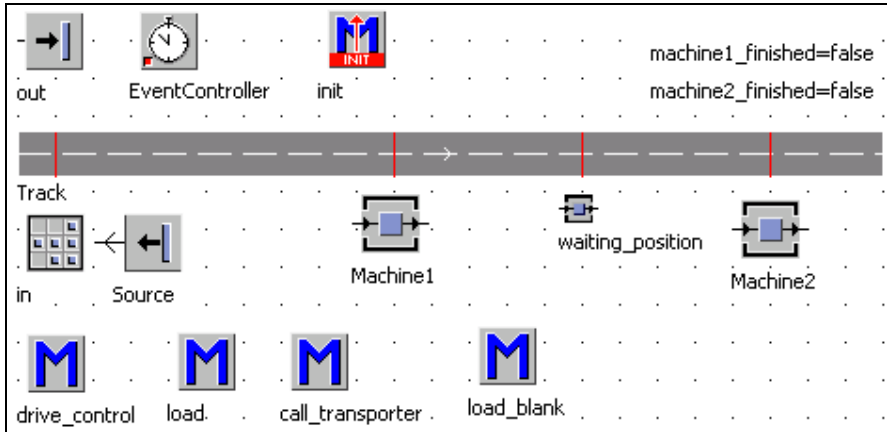 INIT
machine1_finished=false
out EventController init machine2_finished=false
Track
waiting_position
Machine1 Machine2
in Source
M M M M
drive_control load call_transporter load_blank